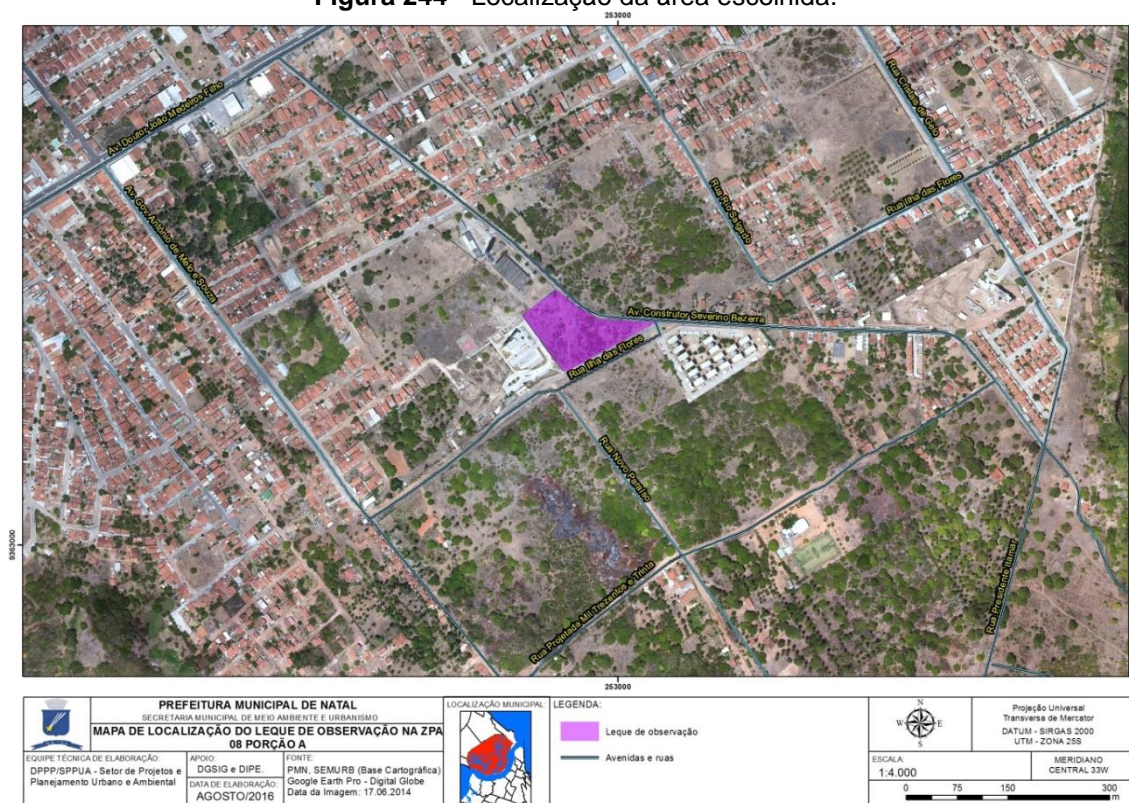 Figura 244 - Localização da área escolhida.
253000
Av. Doutor João Medeiros Filho
Rua Cristais de Gelo
Av. Gov. Antônio de Melo e Souza
Rua Rio Salgado
Rua Ilha das Flores
Av. Construtor Severino Bezerra
Rua Ilha das Flores
Rua Novo Paraíso
9363000
Rua Projetada Mil Trezentos e Trinta
Rua Presidente Itamar
253000
PREFEITURA MUNICIPAL DE NATAL
SECRETARIA MUNICIPAL DE MEIO AMBIENTE E URBANISMO
MAPA DE LOCALIZAÇÃO DO LEQUE DE OBSERVAÇÃO NA ZPA
08 PORÇÃO A
EQUIPE TÉCNICA DE ELABORAÇÃO:
DPPP/SPPUA - Setor de Projetos e
Planejamento Urbano e Ambiental
APOIO:
DGSIG e DIPE.
DATA DE ELABORAÇÃO:
AGOSTO/2016
FONTE:
PMN, SEMURB (Base Cartográfica)
Google Earth Pro - Digital Globe
Data da Imagem: 17.06.2014
LOCALIZAÇÃO MUNICIPAL
LEGENDA:
Leque de observação
Avenidas e ruas
N
W E
S
Projeção Universal
Transversa de Mercator
DATUM - SIRGAS 2000
UTM - ZONA 25S
ESCALA:
1:4.000
MERIDIANO
CENTRAL 33W
0 75 150 300
m